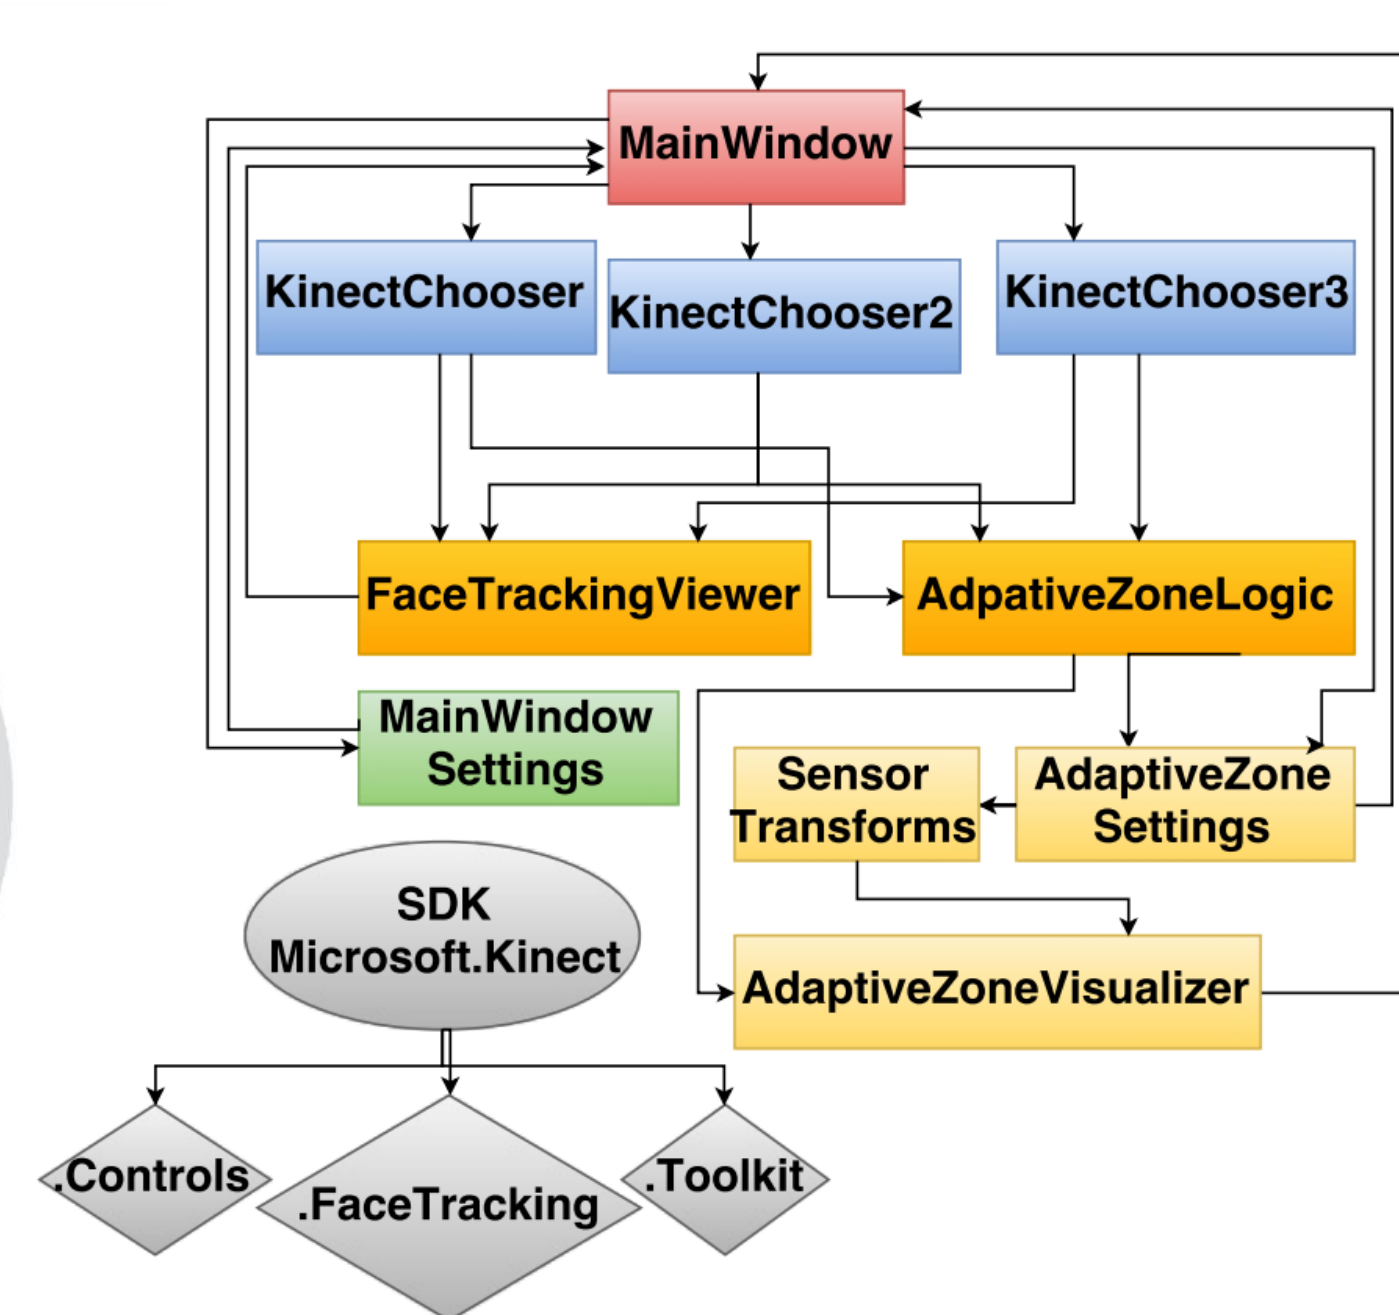 MainWindow
KinectChooser
KinectChooser2
KinectChooser3
FaceTrackingViewer
AdpativeZoneLogic
MainWindow
Settings
Sensor
Transforms
AdaptiveZone
Settings
SDK
Microsoft.Kinect
AdaptiveZoneVisualizer
.Controls
.FaceTracking
.Toolkit